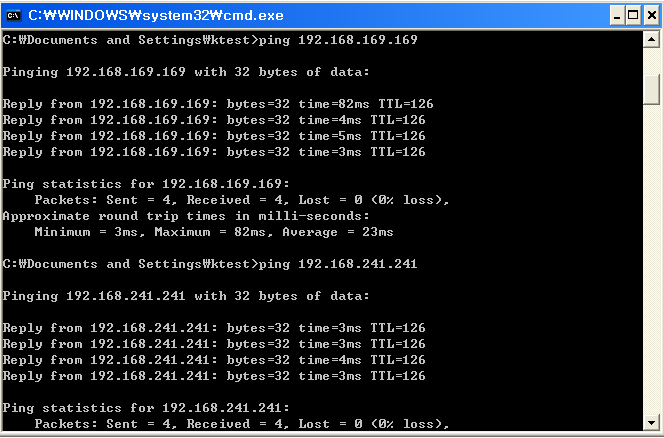 C:₩WINDOWS₩system32₩cmd.exe
C:₩Documents and Settings₩ktest>ping 192.168.169.169
Pinging 192.168.169.169 with 32 bytes of data:
Reply from 192.168.169.169: bytes=32 time=82ms TTL=126
Reply from 192.168.169.169: bytes=32 time=4ms TTL=126
Reply from 192.168.169.169: bytes=32 time=5ms TTL=126
Reply from 192.168.169.169: bytes=32 time=3ms TTL=126
Ping statistics for 192.168.169.169:
Packets: Sent = 4, Received = 4, Lost = 0 (0% loss),
Approximate round trip times in milli-seconds:
Minimum = 3ms, Maximum = 82ms, Average = 23ms
C:₩Documents and Settings₩ktest>ping 192.168.241.241
Pinging 192.168.241.241 with 32 bytes of data:
Reply from 192.168.241.241: bytes=32 time=3ms TTL=126
Reply from 192.168.241.241: bytes=32 time=3ms TTL=126
Reply from 192.168.241.241: bytes=32 time=4ms TTL=126
Reply from 192.168.241.241: bytes=32 time=3ms TTL=126
Ping statistics for 192.168.241.241:
Packets: Sent = 4, Received = 4, Lost = 0 (0% loss),